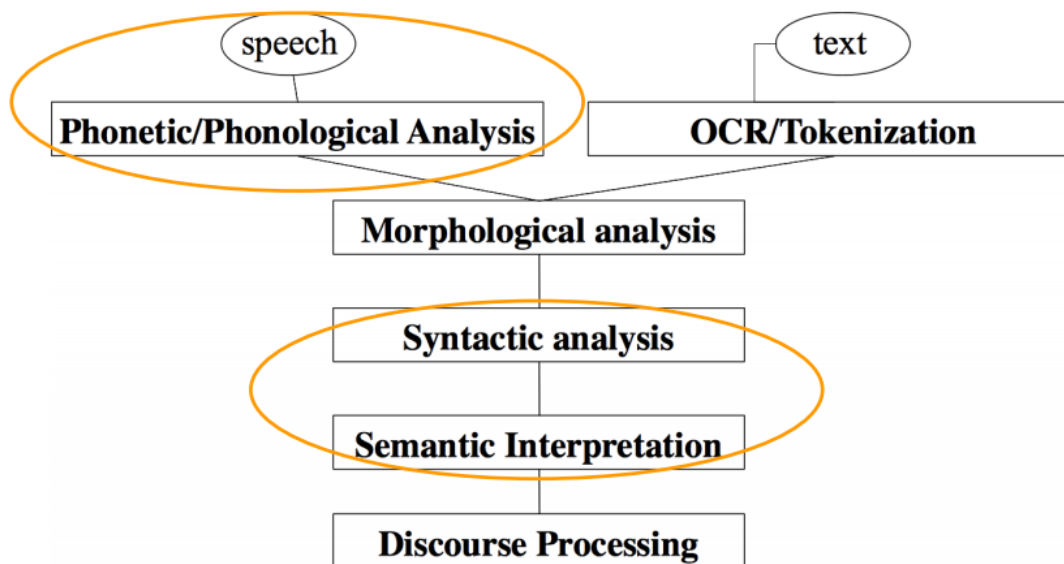 speech
text
Phonetic/Phonological Analysis
OCR/Tokenization
Morphological analysis
Syntactic analysis
Semantic Interpretation
Discourse Processing